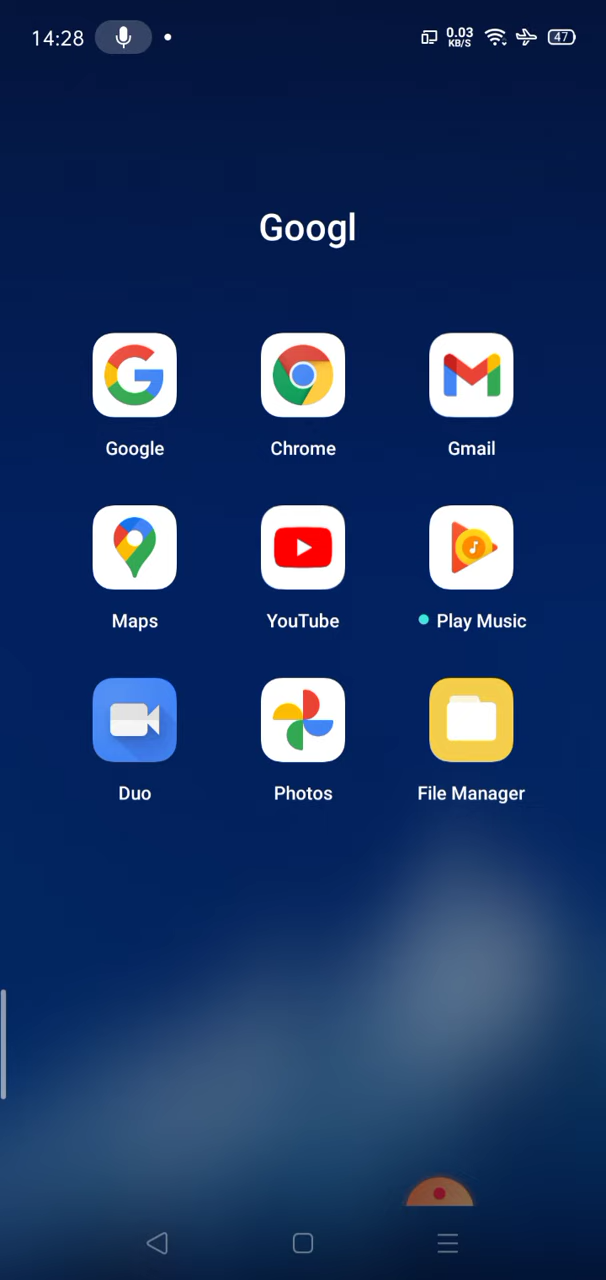 14:28 0.03 KB/S 47
Googl
Google Chrome Gmail
Maps YouTube Play Music
Duo Photos File Manager